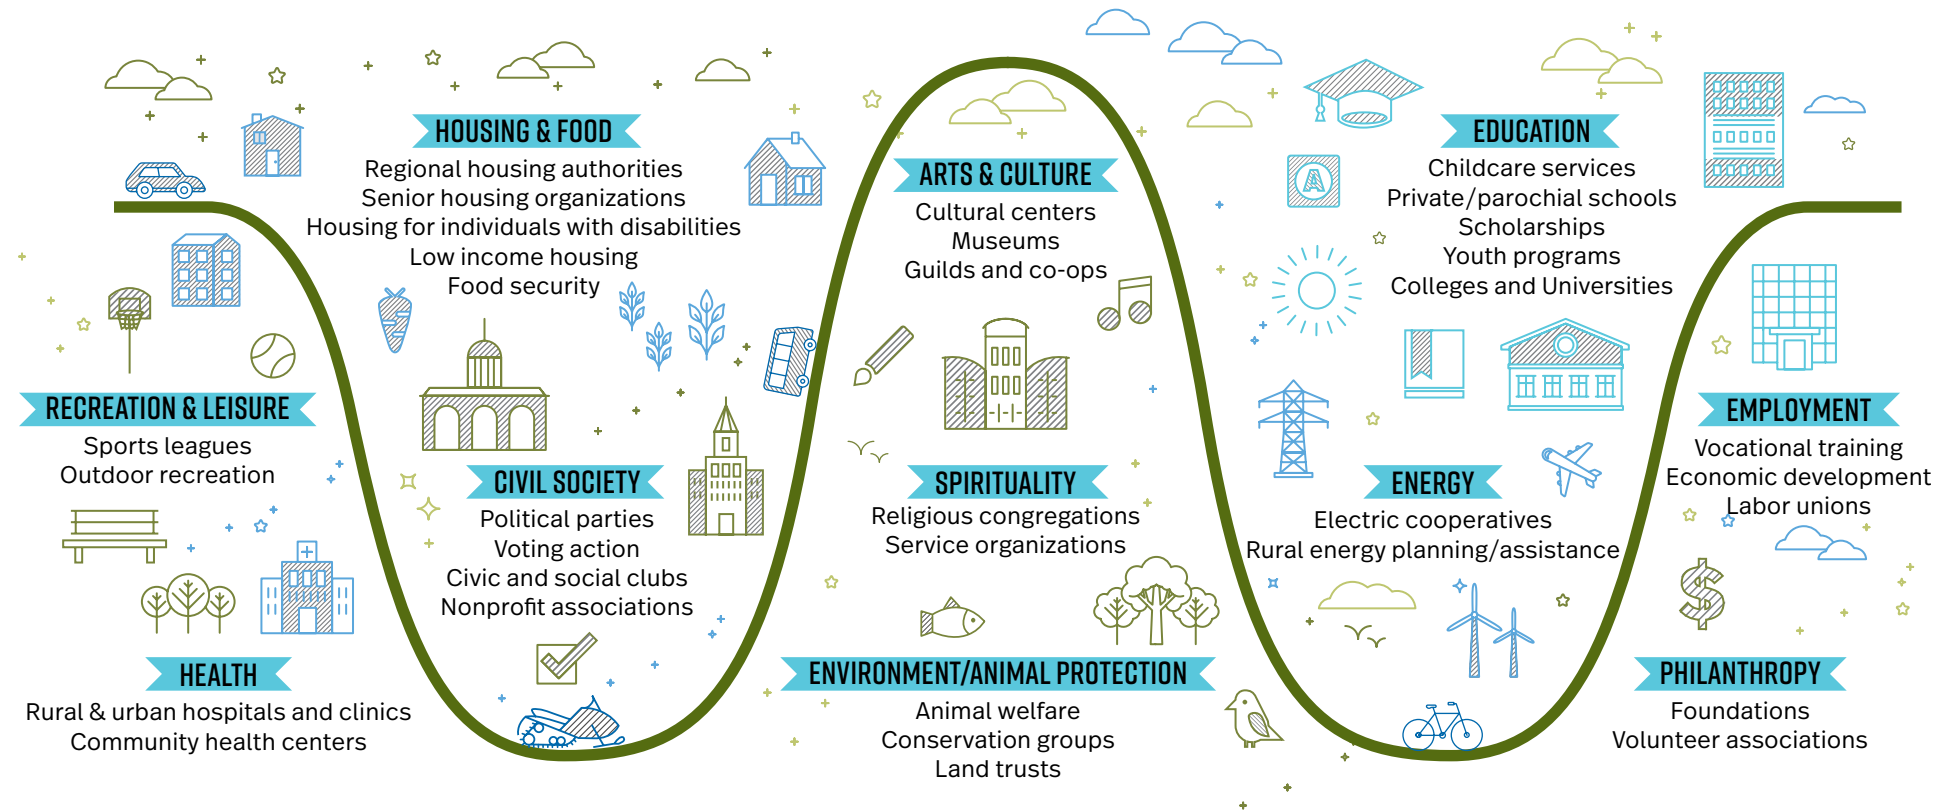 HOUSING & FOOD
Regional housing authorities
Senior housing organizations
Housing for individuals with disabilities
Low income housing
Food security
RECREATION & LEISURE
Sports leagues
Outdoor recreation
HEALTH
Rural & urban hospitals and clinics
Community health centers
CIVIL SOCIETY
Political parties
Voting action
Civic and social clubs
Nonprofit associations
ARTS & CULTURE
Cultural centers
Museums
Guilds and co-ops
SPIRITUALITY
Religious congregations
Service organizations
ENVIRONMENT/ANIMAL PROTECTION
Animal welfare
Conservation groups
Land trusts
A
EDUCATION
Childcare services
Private/parochial schools
Scholarships
Youth programs
Colleges and Universities
ENERGY
Electric cooperatives
Rural energy planning/assistance
EMPLOYMENT
Vocational training
Economic development
Labor unions
$
PHILANTHROPY
Foundations
Volunteer associations